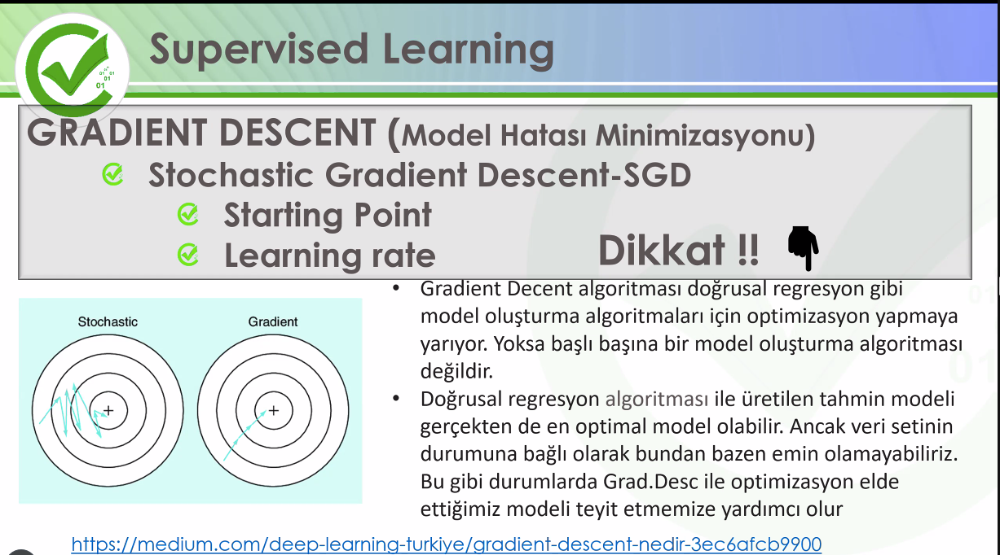 Supervised Learning
GRADIENT DESCENT (Model Hatası Minimizasyonu)
Stochastic Gradient Descent-SGD
Starting Point
Learning rate
Dikkat !!
Stochastic
Gradient
• Gradient Decent algoritması doğrusal regresyon gibi
model oluşturma algoritmaları için optimizasyon yapmaya
yarıyor. Yoksa başlı başına bir model oluşturma algoritması
değildir.
• Doğrusal regresyon algoritması ile üretilen tahmin modeli
gerçekten de en optimal model olabilir. Ancak veri setinin
durumuna bağlı olarak bundan bazen emin olamayabiliriz.
Bu gibi durumlarda Grad.Desc ile optimizasyon elde
ettiğimiz modeli teyit etmemize yardımcı olur
https://medium.com/deep-learning-turkiye/gradient-descent-nedir-3ec6afcb9900